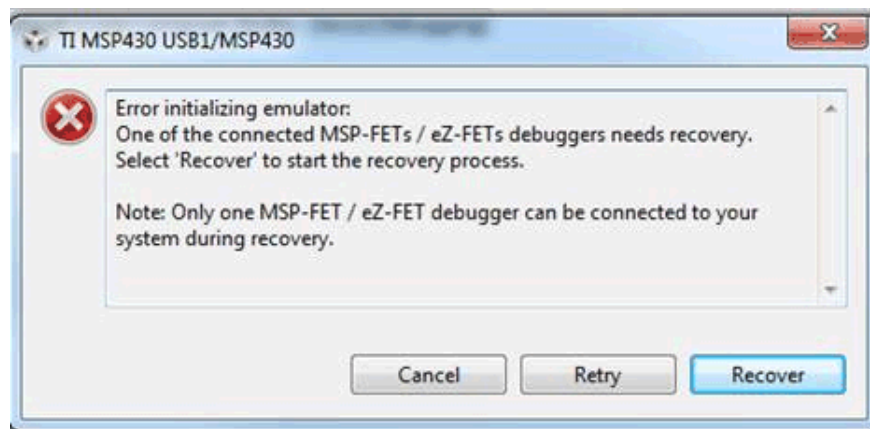 TI MSP430 USB1/MSP430
Error initializing emulator:
One of the connected MSP-FETs / eZ-FETs debuggers needs recovery.
Select 'Recover' to start the recovery process.
Note: Only one MSP-FET / eZ-FET debugger can be connected to your
system during recovery.
Cancel Retry Recover